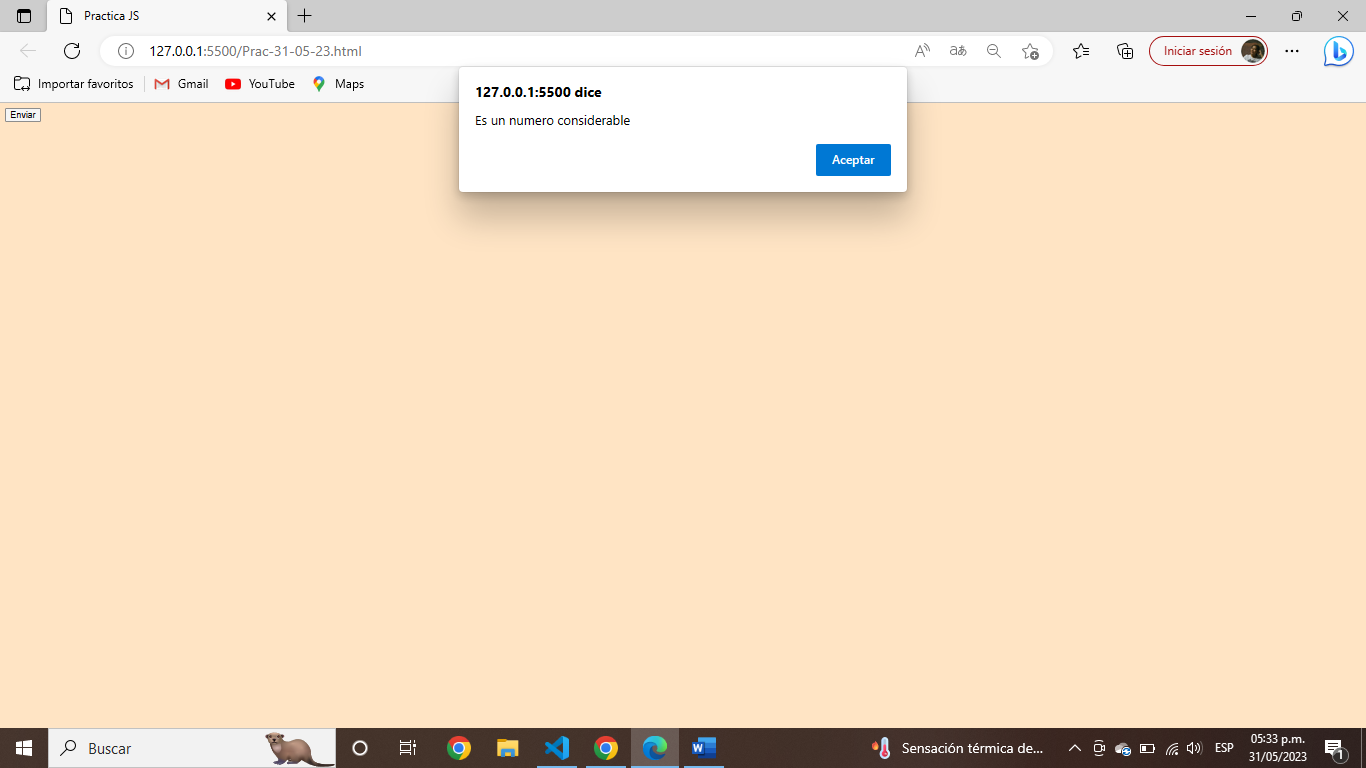 Practica JS
127.0.0.1:5500/Prac-31-05-23.html
Iniciar sesión
Importar favoritos
Gmail
YouTube
Maps
127.0.0.1:5500 dice
Es un numero considerable
Aceptar
Enviar
Buscar
Sensación térmica de...
ESP
05:33 p.m.
31/05/2023
1